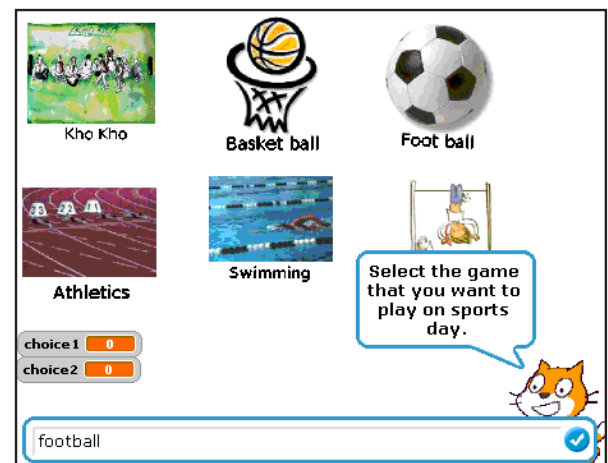 Kho Kho
Basket ball
Foot ball
Athletics
Swimming
Select the game
that you want to
play on sports
day.
choice1 0
choice2 0
football